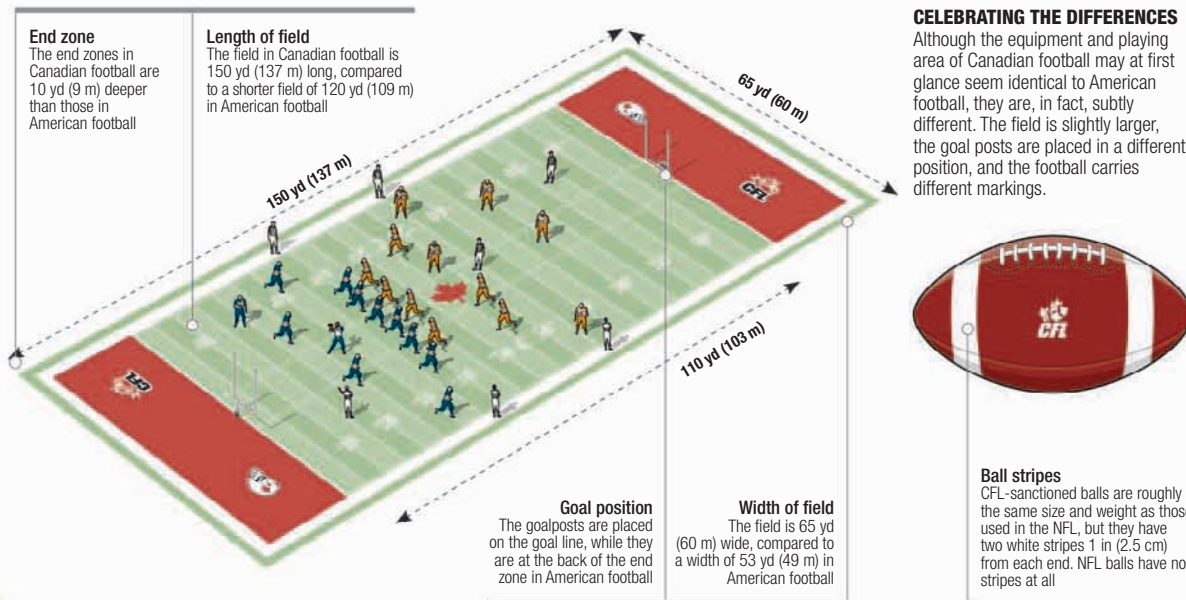 End zone
The end zones in
Canadian football are
10 yd (9 m) deeper
than those in
American football
Length of field
The field in Canadian football is
150 yd (137 m) long, compared
to a shorter field of 120 yd (109 m)
in American football
150 yd (137 m)
65 yd (60 m)
110 yd (103 m)
CFL
CFL
Goal position
The goalposts are placed
on the goal line, while they
are at the back of the end
zone in American football
Width of field
The field is 65 yd
(60 m) wide, compared to
a width of 53 yd (49 m) in
American football
CELEBRATING THE DIFFERENCES
Although the equipment and playing
area of Canadian football may at first
glance seem identical to American
football, they are, in fact, subtly
different. The field is slightly larger,
the goal posts are placed in a different
position, and the football carries
different markings.
CFL
Ball stripes
CFL-sanctioned balls are roughly
the same size and weight as those
used in the NFL, but they have
two white stripes 1 in (2.5 cm)
from each end. NFL balls have no
stripes at all